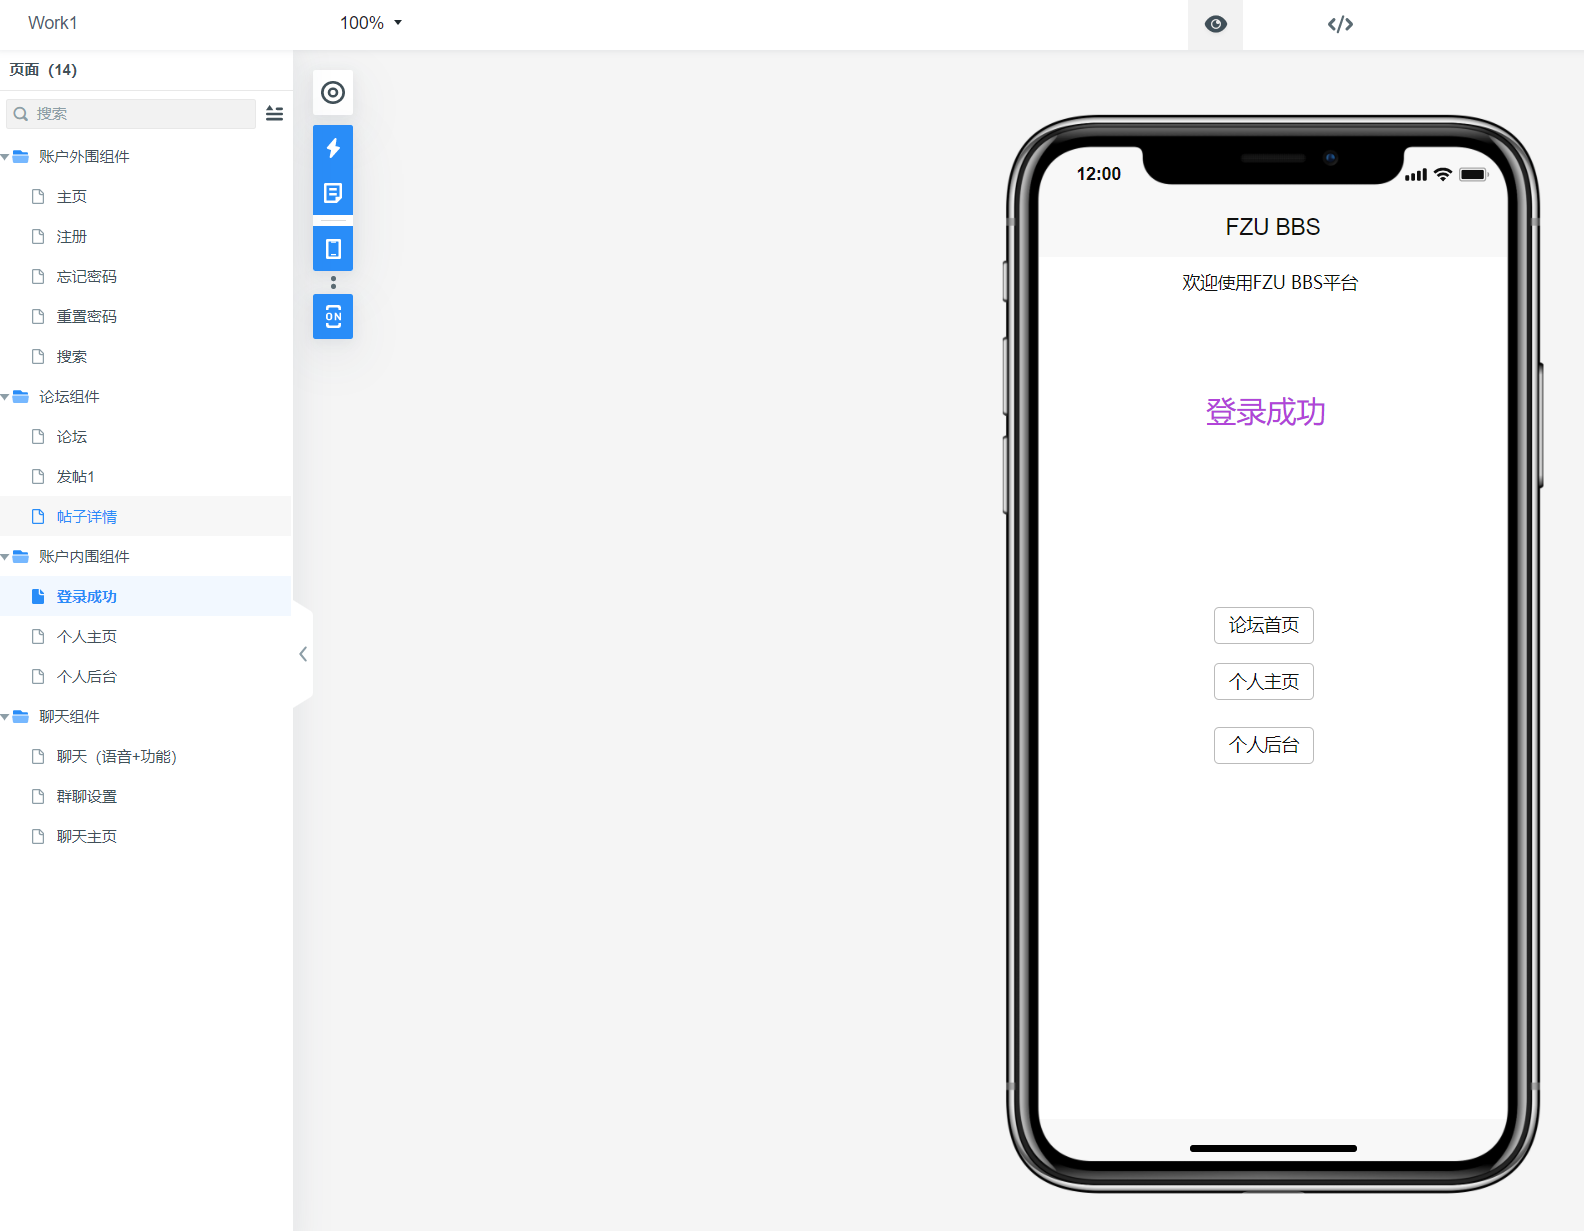 Work1
100%
页面（14）
搜索
账户外围组件
主页
注册
忘记密码
重置密码
搜索
论坛组件
论坛
发帖1
帖子详情
账户内围组件
登录成功
个人主页
个人后台
聊天组件
聊天（语音+功能）
群聊设置
聊天主页
ON
12:00
FZU BBS
欢迎使用FZU BBS平台
登录成功
论坛首页
个人主页
个人后台